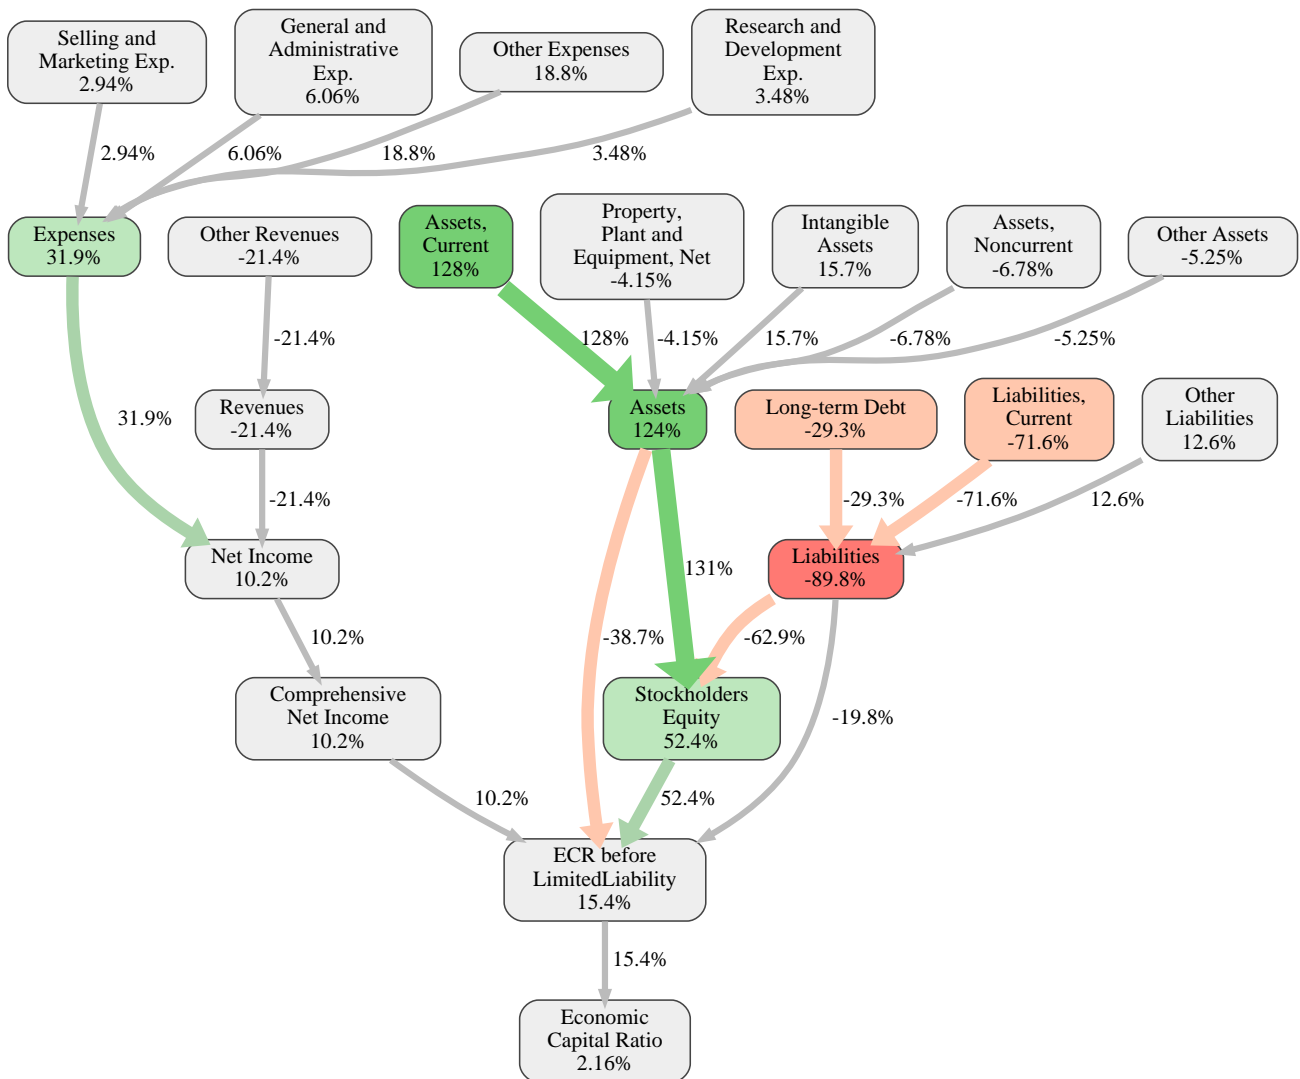 Selling and
Marketing Exp.
2.94%
General and
Administrative
Exp.
6.06%
Other Expenses
18.8%
Research and
Development
Exp.
3.48%
2.94%
6.06%
18.8%
3.48%
Expenses
31.9%
Other Revenues
-21.4%
Assets,
Current
128%
Property,
Plant and
Equipment, Net
-4.15%
Intangible
Assets
15.7%
Assets,
Noncurrent
-6.78%
Other Assets
-5.25%
-21.4%
128%
-4.15%
15.7%
-6.78%
-5.25%
31.9%
Revenues
-21.4%
Assets
124%
Long-term Debt
-29.3%
Liabilities,
Current
-71.6%
Other
Liabilities
12.6%
-21.4%
-29.3%
-71.6%
12.6%
Net Income
10.2%
131%
Liabilities
-89.8%
10.2%
-38.7%
-62.9%
Comprehensive
Net Income
10.2%
Stockholders
Equity
52.4%
-19.8%
10.2%
52.4%
ECR before
LimitedLiability
15.4%
15.4%
Economic
Capital Ratio
2.16%